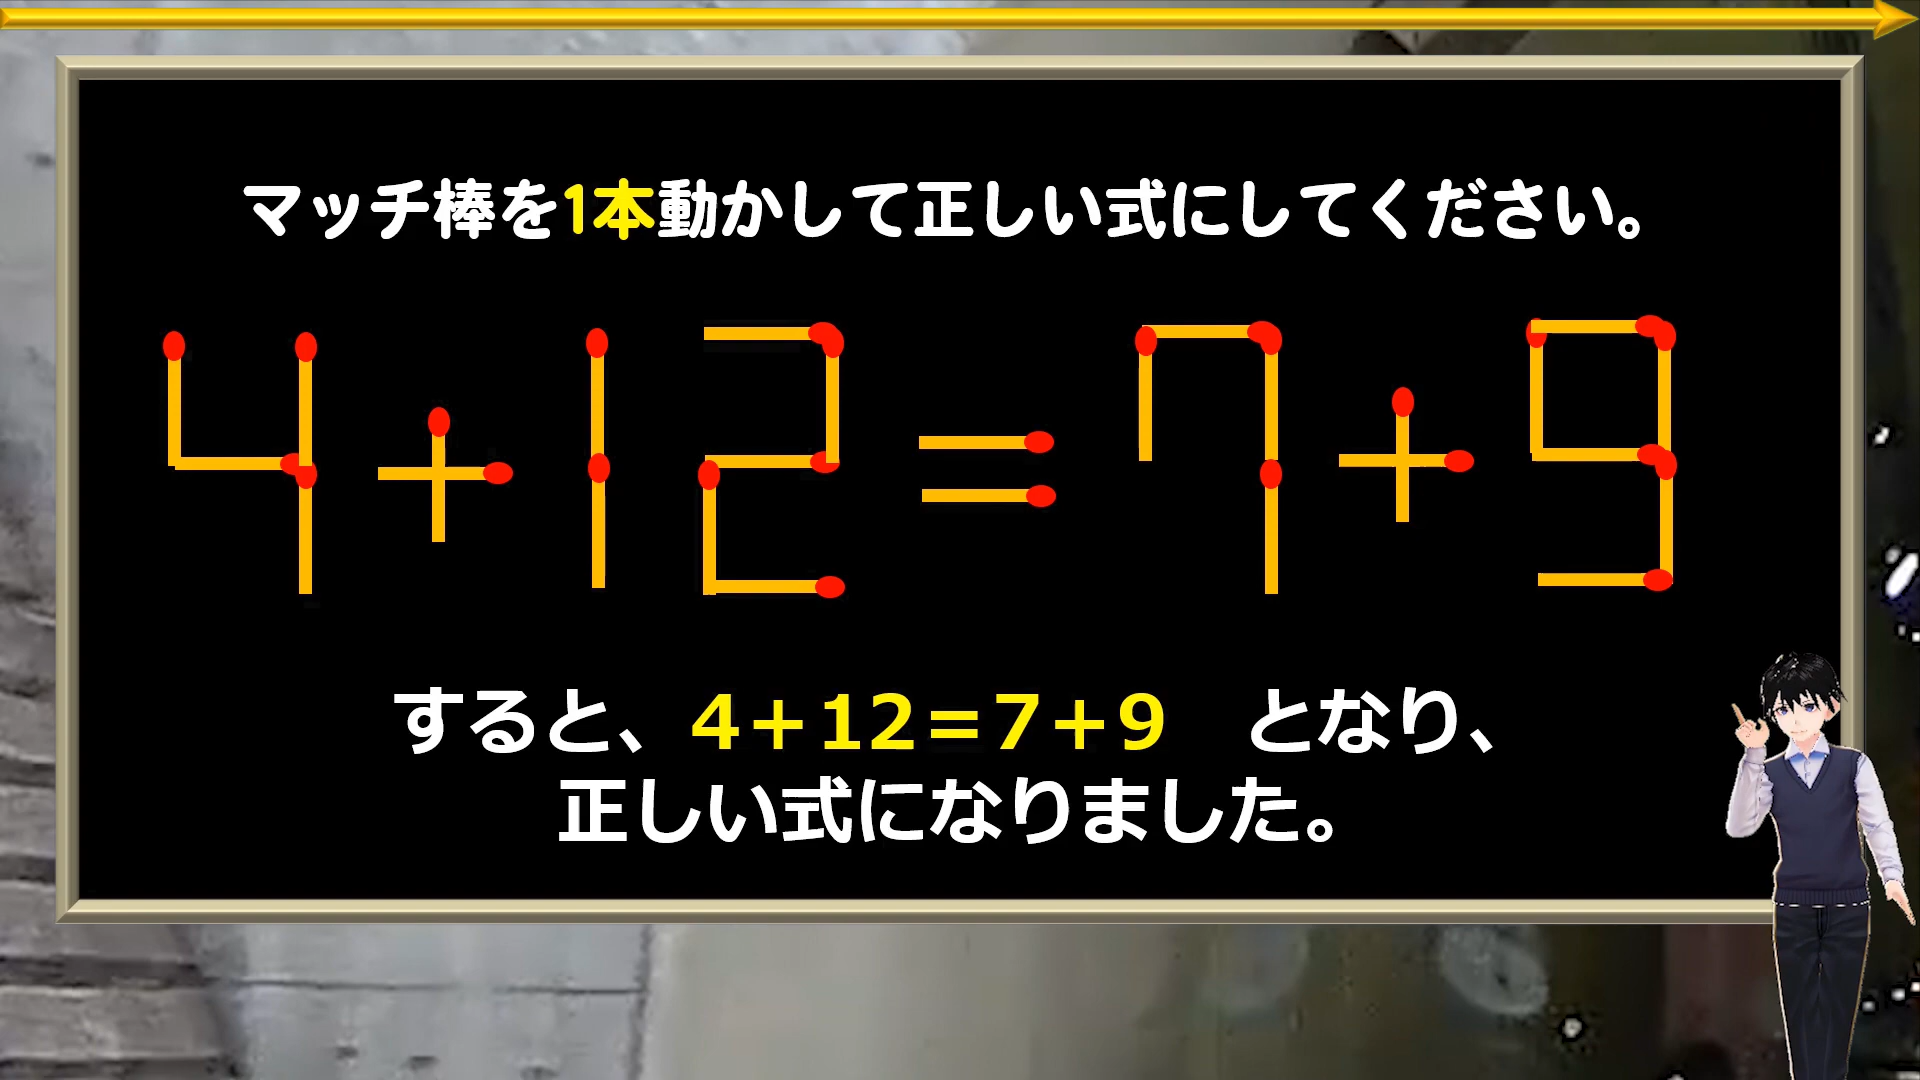 マッチ棒を1本動かして正しい式にしてください。
4+12=7+9
すると、4＋12＝7＋9　となり、
正しい式になりました。